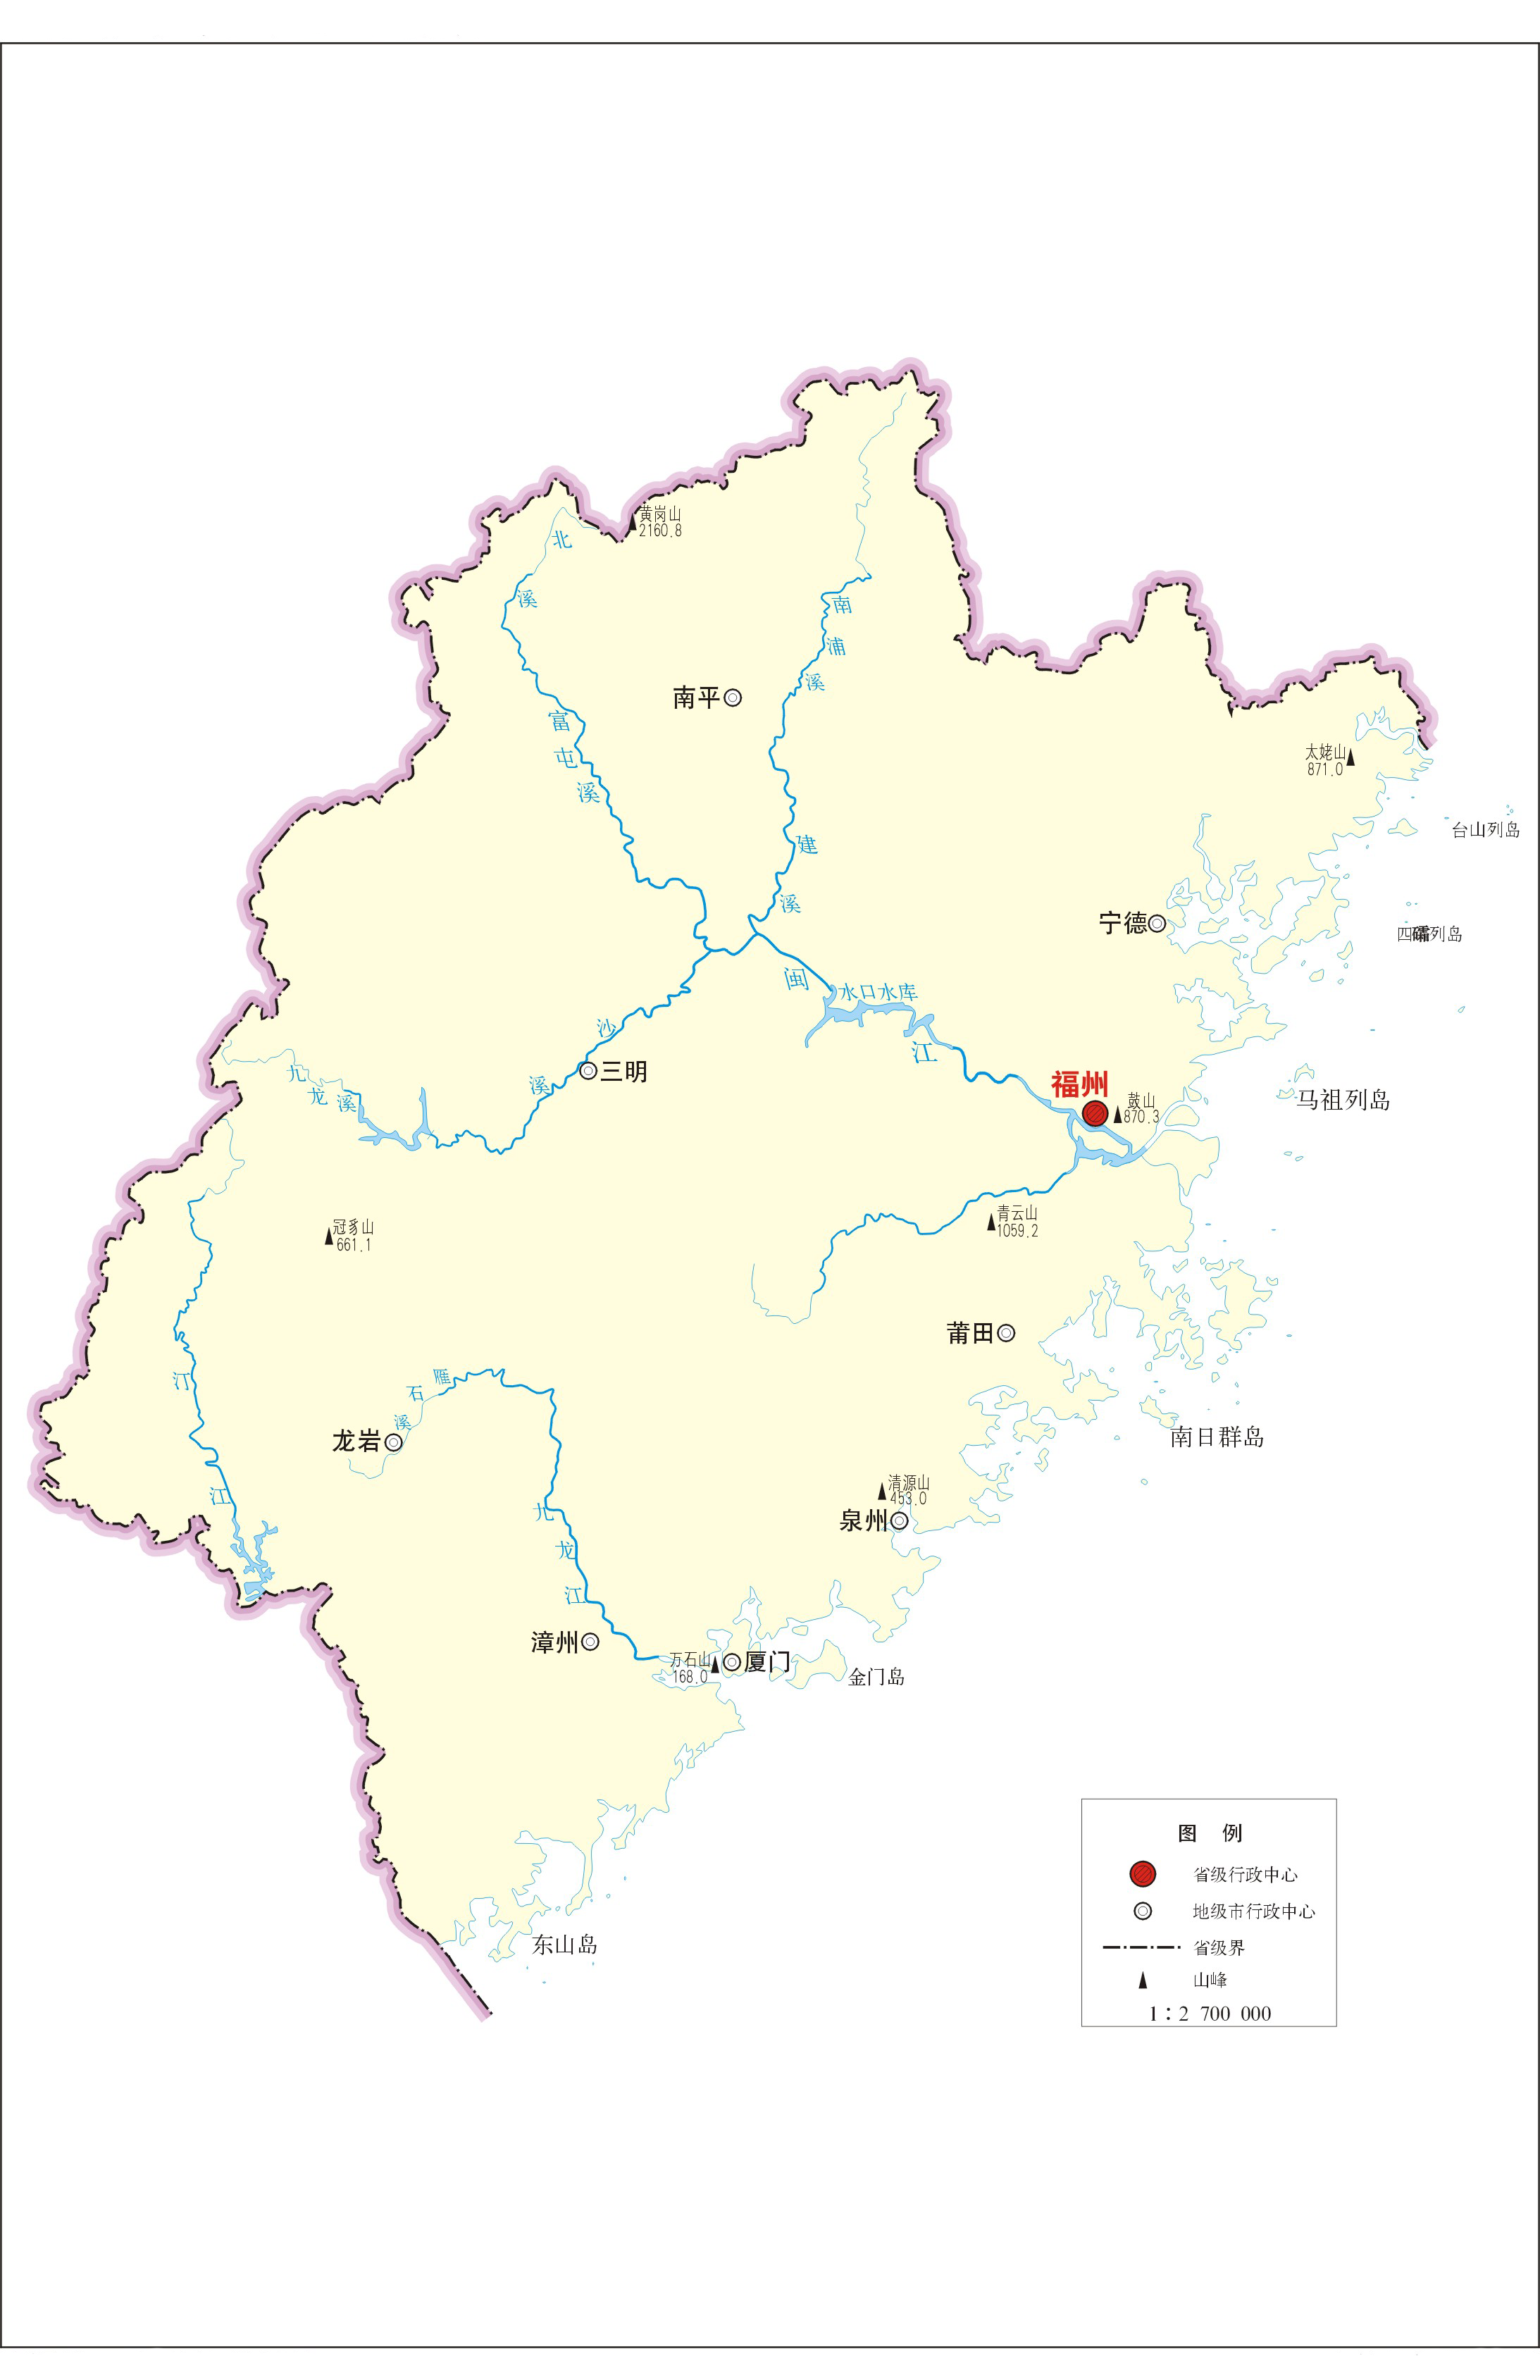 黄岗山
2160.8
北
溪
南
浦
溪
南平
富
屯
溪
太姥山
871.0
台山列岛
建
溪
宁德
四礵列岛
闽
水口水库
江
沙
溪
三明
九
龙
溪
福州
鼓山
870.3
马祖列岛
冠豸山
661.1
青云山
1059.2
莆田
汀
江
雁
石
溪
龙岩
南日群岛
清源山
453.0
泉州
九
龙
江
漳州
万石山
168.0
厦门
金门岛
东山岛
图 例
省级行政中心
地级市行政中心
省级界
山峰
1：2 700 000